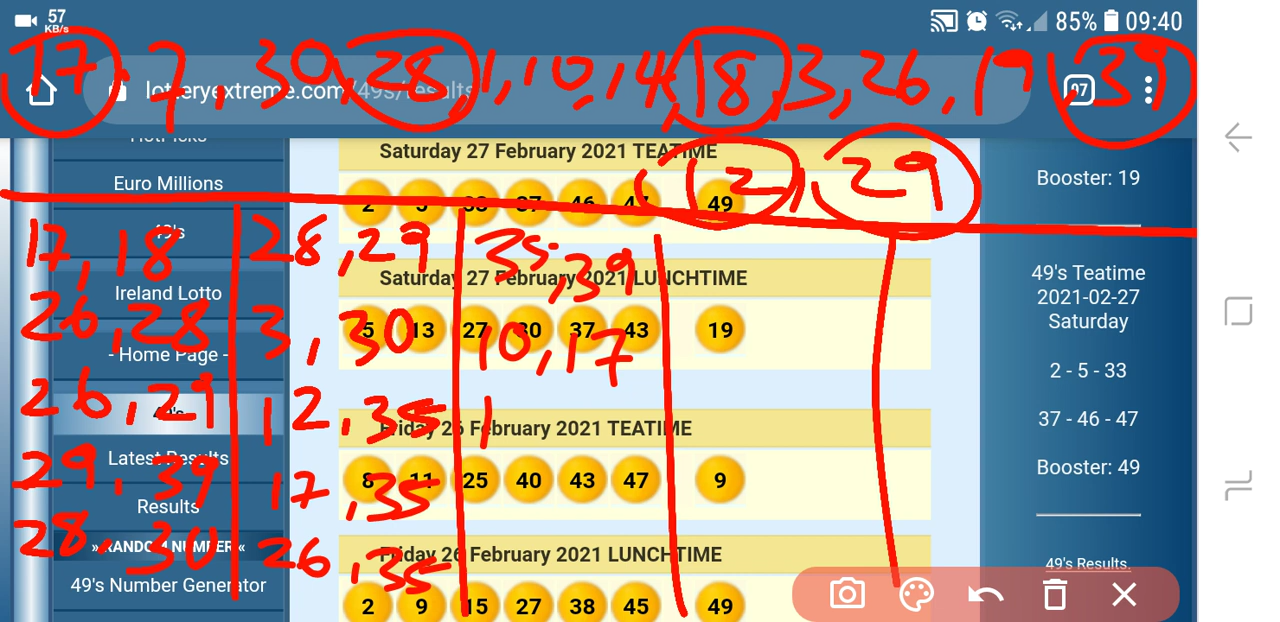 57
KB/s
85% 09:40
17, 7, 30, 28, 1, 10, 14, 18, 3, 26, 19, 39
lotteryextreme.com/49s/results
97
12, 29
HotPicks
Euro Millions
49's
Ireland Lotto
- Home Page -
49's
Latest Results
Results
» RANDOM NUMBER «
49's Number Generator
17, 18
26, 28
26, 29
29, 39
28, 30
28, 29
3, 30
12, 35
17, 35
26, 35
35, 39
10, 17
1
Saturday 27 February 2021 TEATIME
2 5 33 37 46 47 49
Saturday 27 February 2021 LUNCHTIME
5 13 27 30 37 43 19
Friday 26 February 2021 TEATIME
8 11 25 40 43 47 9
Friday 26 February 2021 LUNCHTIME
2 9 15 27 38 45 49
Booster: 19
49's Teatime
2021-02-27
Saturday
2 - 5 - 33
37 - 46 - 47
Booster: 49
49's Results.